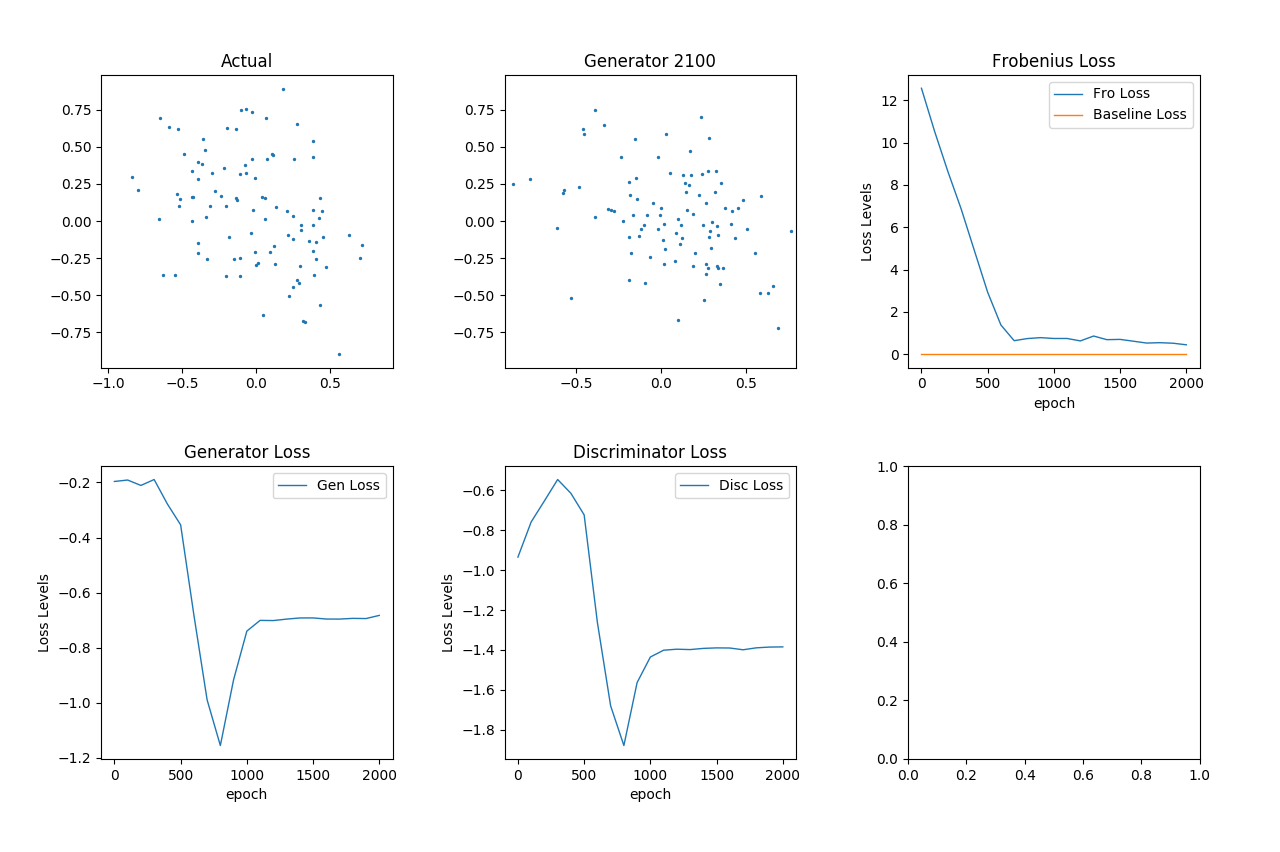 Actual
0.75
0.50
0.25
0.00
−0.25
−0.50
−0.75
−1.0 −0.5 0.0 0.5
Generator 2100
0.75
0.50
0.25
0.00
−0.25
−0.50
−0.75
−0.5 0.0 0.5
Frobenius Loss
Fro Loss
Baseline Loss
Loss Levels
12
10
8
6
4
2
0
0 500 1000 1500 2000
epoch
Generator Loss
Gen Loss
Loss Levels
−0.2
−0.4
−0.6
−0.8
−1.0
−1.2
0 500 1000 1500 2000
epoch
Discriminator Loss
Disc Loss
Loss Levels
−0.6
−0.8
−1.0
−1.2
−1.4
−1.6
−1.8
0 500 1000 1500 2000
epoch
1.0
0.8
0.6
0.4
0.2
0.0
0.0 0.2 0.4 0.6 0.8 1.0